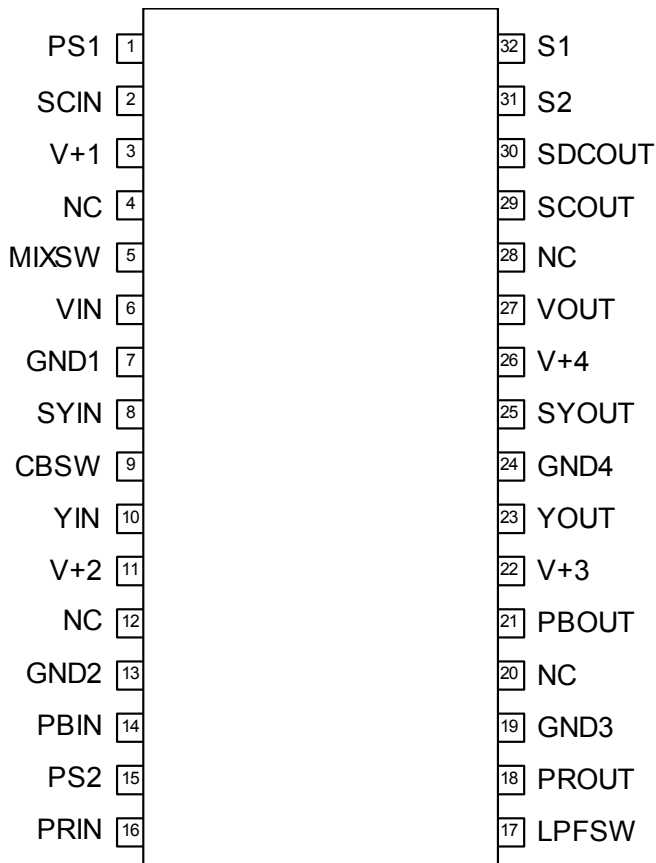 PS1 1 32 S1
SCIN 2 31 S2
V+1 3 30 SDCOUT
NC 4 29 SCOUT
MIXSW 5 28 NC
VIN 6 27 VOUT
GND1 7 26 V+4
SYIN 8 25 SYOUT
CBSW 9 24 GND4
YIN 10 23 YOUT
V+2 11 22 V+3
NC 12 21 PBOUT
GND2 13 20 NC
PBIN 14 19 GND3
PS2 15 18 PROUT
PRIN 16 17 LPFSW